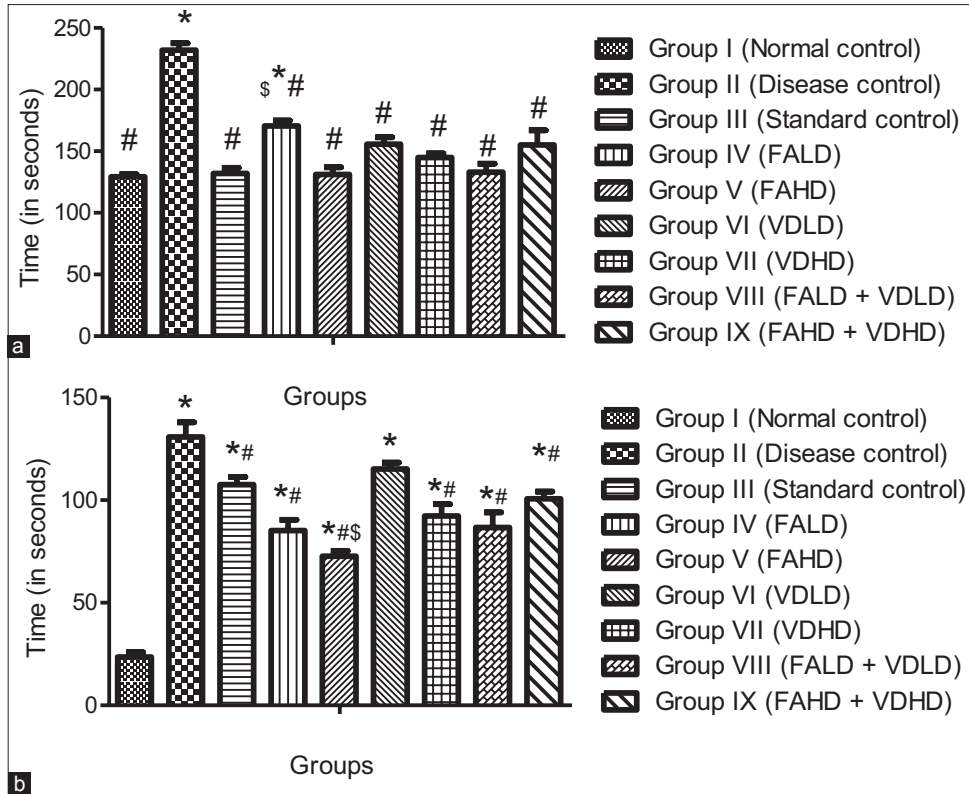 250
200
150
100
50
0
Time (in seconds)
#
*
#
$*#
#
#
#
#
#
Groups
a
Group I (Normal control)
Group II (Disease control)
Group III (Standard control)
Group IV (FALD)
Group V (FAHD)
Group VI (VDLD)
Group VII (VDHD)
Group VIII (FALD + VDLD)
Group IX (FAHD + VDHD)
150
100
50
0
Time (in seconds)
*
*#
*#
*#$
*
*#
*#
*#
Groups
b
Group I (Normal control)
Group II (Disease control)
Group III (Standard control)
Group IV (FALD)
Group V (FAHD)
Group VI (VDLD)
Group VII (VDHD)
Group VIII (FALD + VDLD)
Group IX (FAHD + VDHD)